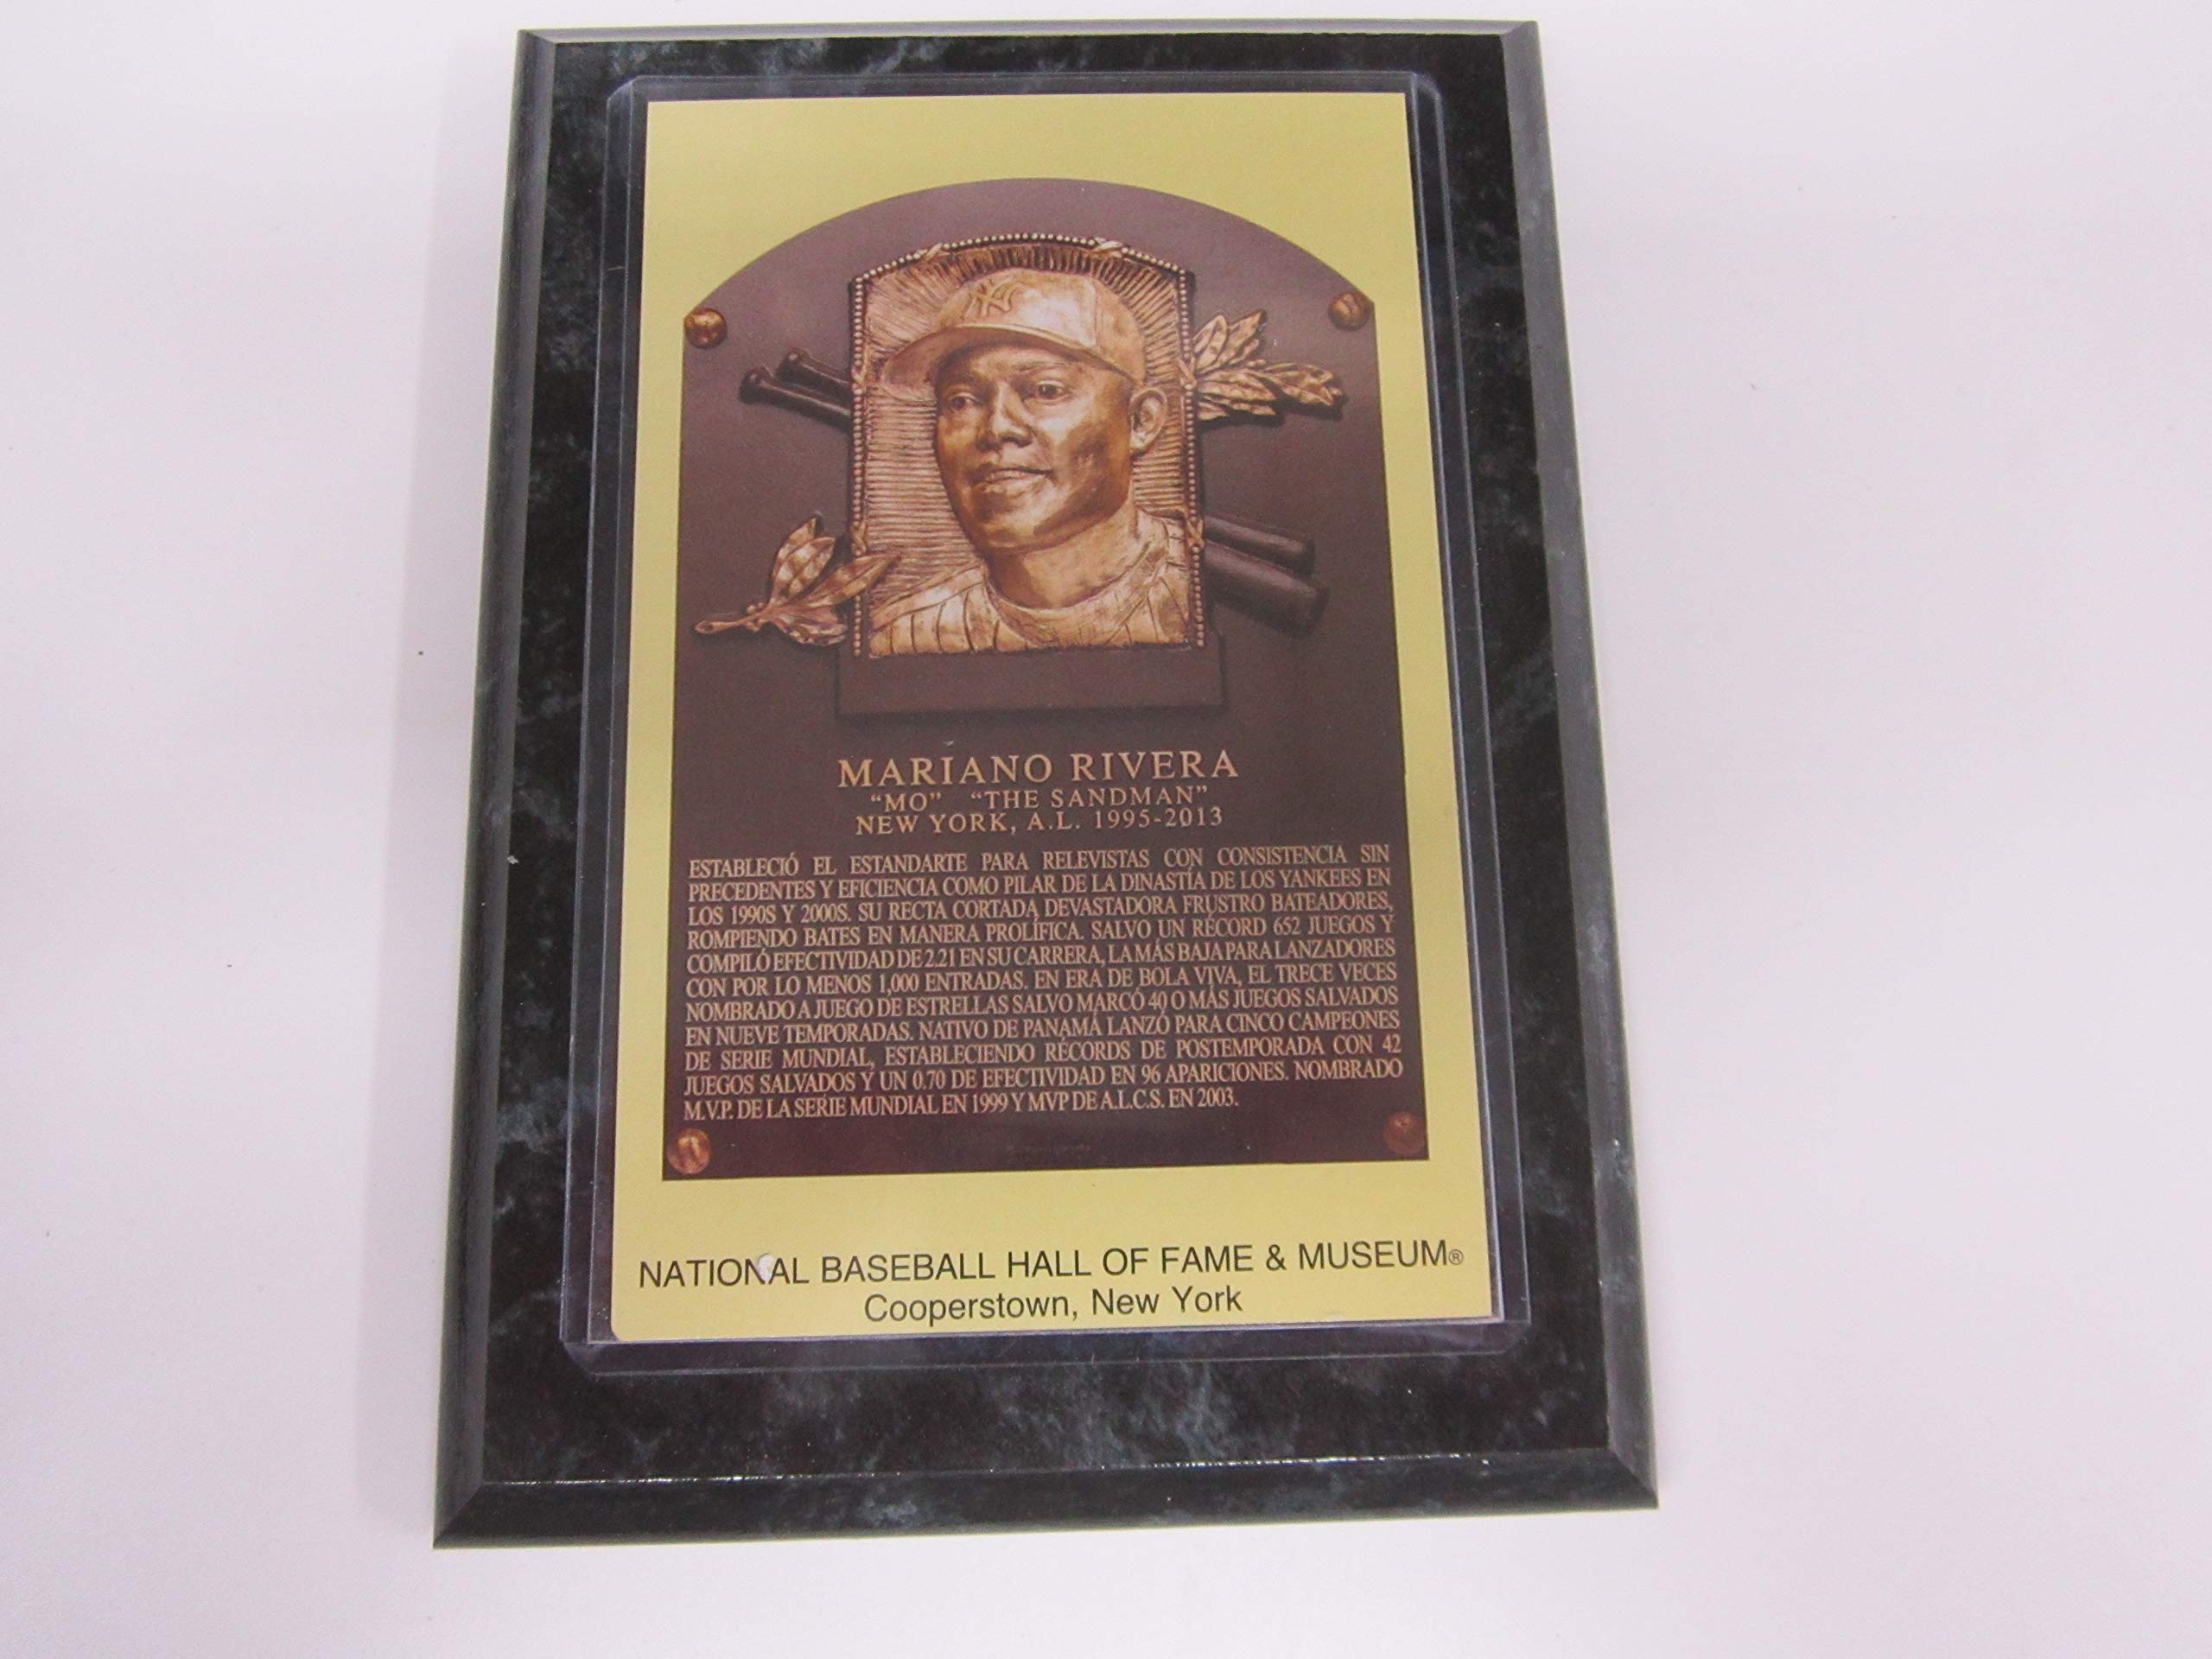 MARIANO RIVERA
“MO” “THE SANDMAN”
NEW YORK, A.L. 1995-2013
ESTABLECIÓ EL ESTANDARTE PARA RELEVISTAS CON CONSISTENCIA SIN
PRECEDENTES Y EFICIENCIA COMO PILAR DE LA DINASTÍA DE LOS YANKEES EN
LOS 1990S Y 2000S. SU RECTA CORTADA DEVASTADORA FRUSTRO BATEADORES,
ROMPIENDO BATES EN MANERA PROLÍFICA. SALVO UN RÉCORD 652 JUEGOS Y
COMPILÓ EFECTIVIDAD DE 2.21 EN SU CARRERA, LA MÁS BAJA PARA LANZADORES
CON POR LO MENOS 1,000 ENTRADAS. EN ERA DE BOLA VIVA, EL TRECE VECES
NOMBRADO A JUEGO DE ESTRELLAS SALVO MARCÓ 40 O MÁS JUEGOS SALVADOS
EN NUEVE TEMPORADAS. NATIVO DE PANAMÁ LANZÓ PARA CINCO CAMPEONES
DE SERIE MUNDIAL, ESTABLECIENDO RÉCORDS DE POSTEMPORADA CON 42
JUEGOS SALVADOS Y UN 0.70 DE EFECTIVIDAD EN 96 APARICIONES. NOMBRADO
M.V.P. DE LA SERIE MUNDIAL EN 1999 Y MVP DE A.L.C.S. EN 2003.
NATIONAL BASEBALL HALL OF FAME & MUSEUM®
Cooperstown, New York